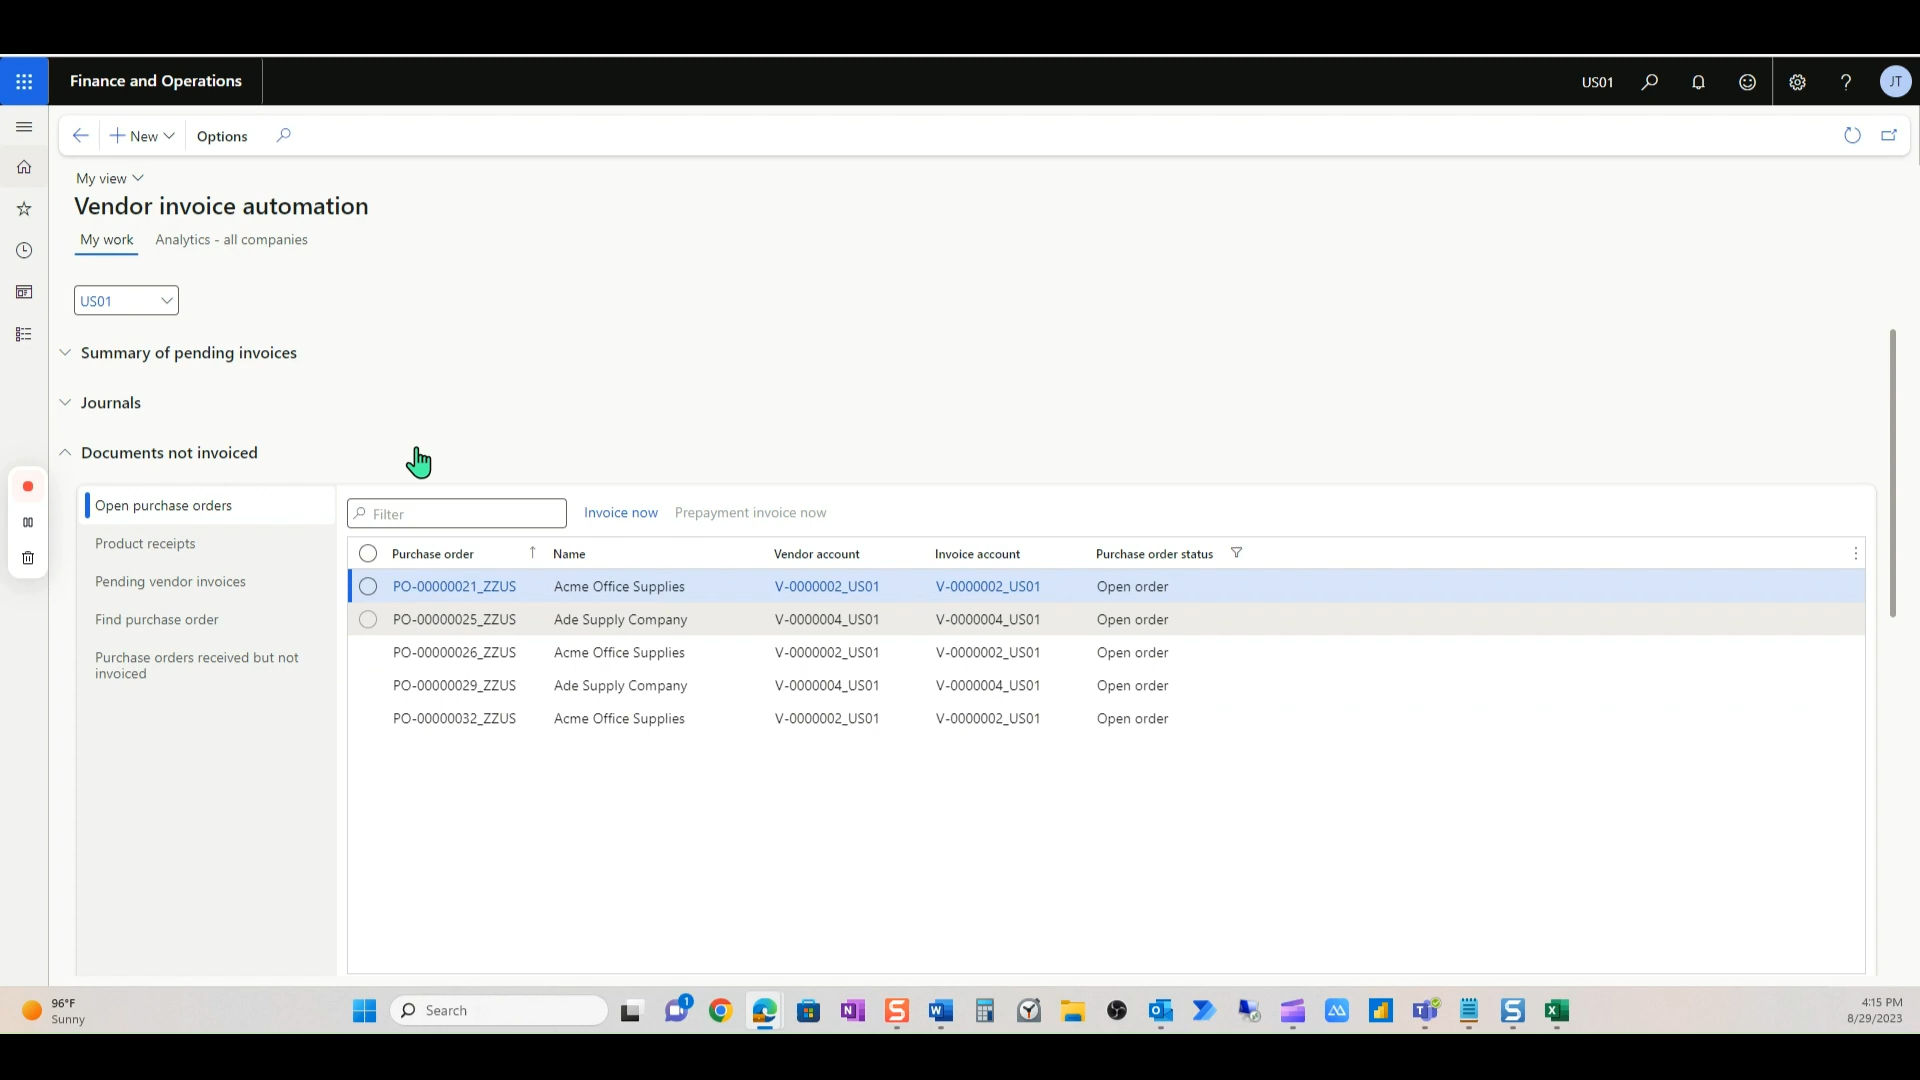 Finance and Operations
US01
JT
New
Options
My view
Vendor invoice automation
My work
Analytics - all companies
US01
Summary of pending invoices
Journals
Documents not invoiced
Open purchase orders
Product receipts
Pending vendor invoices
Find purchase order
Purchase orders received but not
invoiced
Filter
Invoice now
Prepayment invoice now
Purchase order Name Vendor account Invoice account Purchase order status
PO-00000021_ZZUS Acme Office Supplies V-0000002_US01 V-0000002_US01 Open order
PO-00000025_ZZUS Ade Supply Company V-0000004_US01 V-0000004_US01 Open order
PO-00000026_ZZUS Acme Office Supplies V-0000002_US01 V-0000002_US01 Open order
PO-00000029_ZZUS Ade Supply Company V-0000004_US01 V-0000004_US01 Open order
PO-00000032_ZZUS Acme Office Supplies V-0000002_US01 V-0000002_US01 Open order
96°F
Sunny
Search
1
4:15 PM
8/29/2023